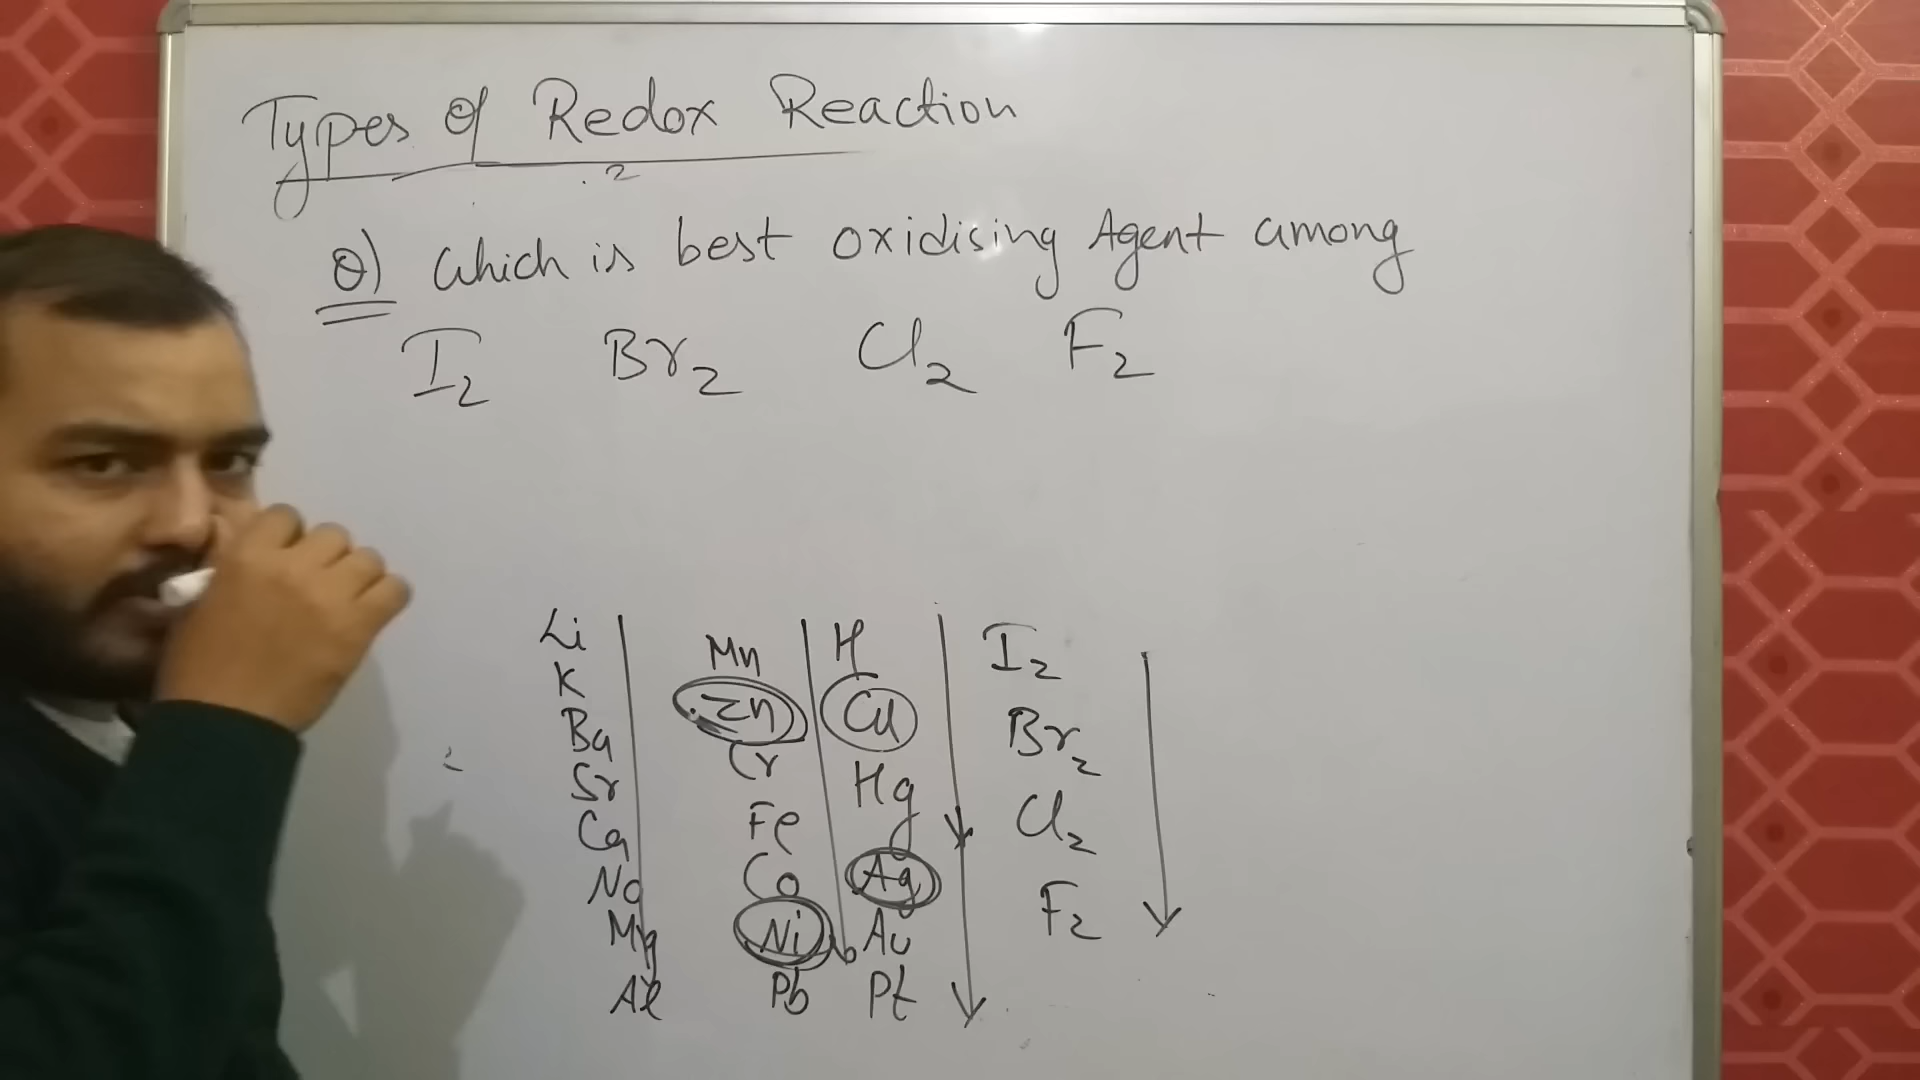 Types of Redox Reaction
2
Q) Which is best oxidising Agent among
I2 Br2 Cl2 F2
Li
K
Ba
Sr
Ca
Na
Mg
Al
Mn
Zn
Cr
Fe
Co
Ni
Pb
H
Cu
Hg
Ag
Au
Pt
I2
Br2
Cl2
F2